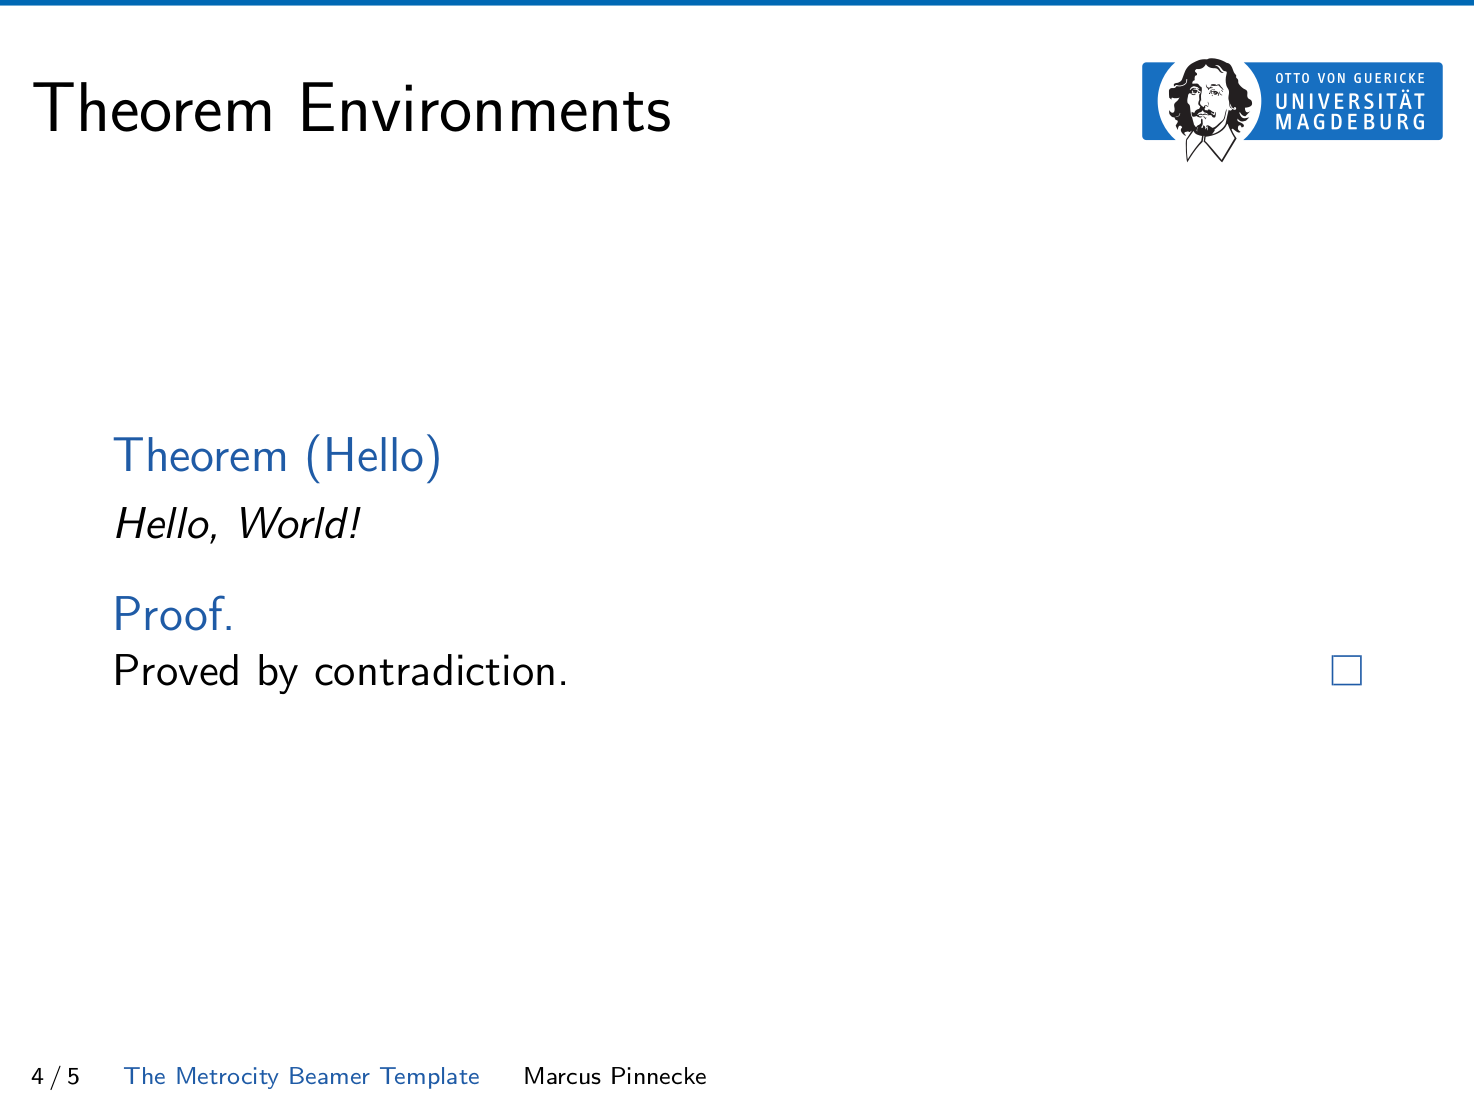 Theorem Environments
OTTO VON GUERICKE
UNIVERSITÄT
MAGDEBURG
Theorem (Hello)
Hello, World!
Proof.
Proved by contradiction.
4 / 5 The Metrocity Beamer Template Marcus Pinnecke